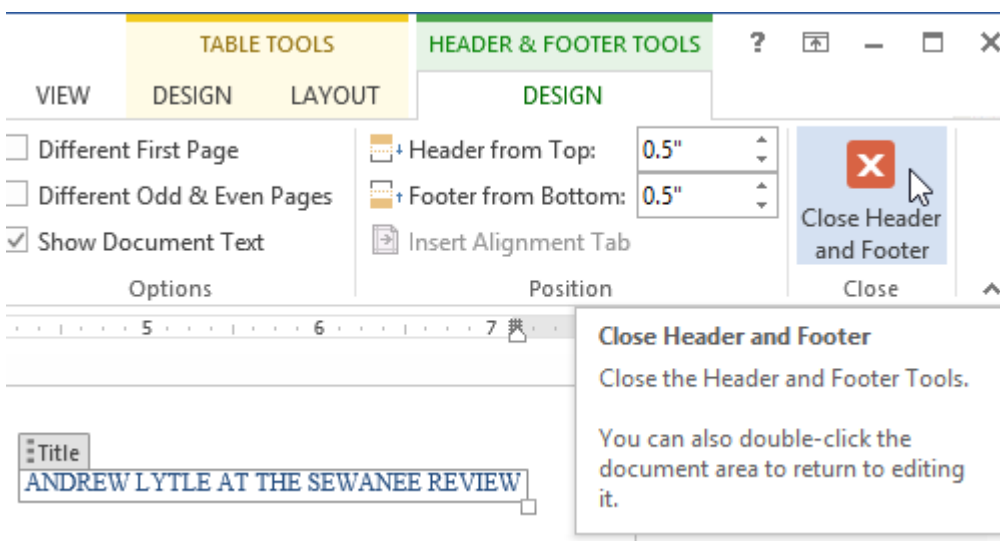 TABLE TOOLS HEADER & FOOTER TOOLS ?
VIEW DESIGN LAYOUT DESIGN
Different First Page
Different Odd & Even Pages
Show Document Text
Options
Header from Top: 0.5"
Footer from Bottom: 0.5"
Insert Alignment Tab
Position
Close Header
and Footer
Close
5 6 7
Close Header and Footer
Close the Header and Footer Tools.
You can also double-click the
document area to return to editing
it.
Title
ANDREW LYTLE AT THE SEWANEE REVIEW